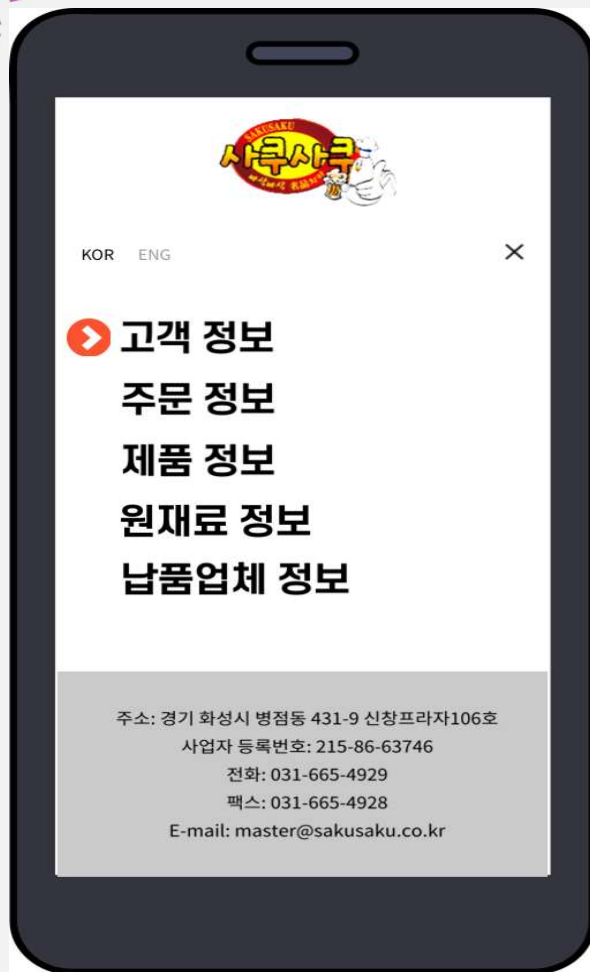 SAKUSAKU
사쿠사쿠
KOR ENG
고객 정보
주문 정보
제품 정보
원재료 정보
납품업체 정보
주소: 경기 화성시 병점동 431-9 신창프라자106호
사업자 등록번호: 215-86-63746
전화: 031-665-4929
팩스: 031-665-4928
E-mail: master@sakusaku.co.kr